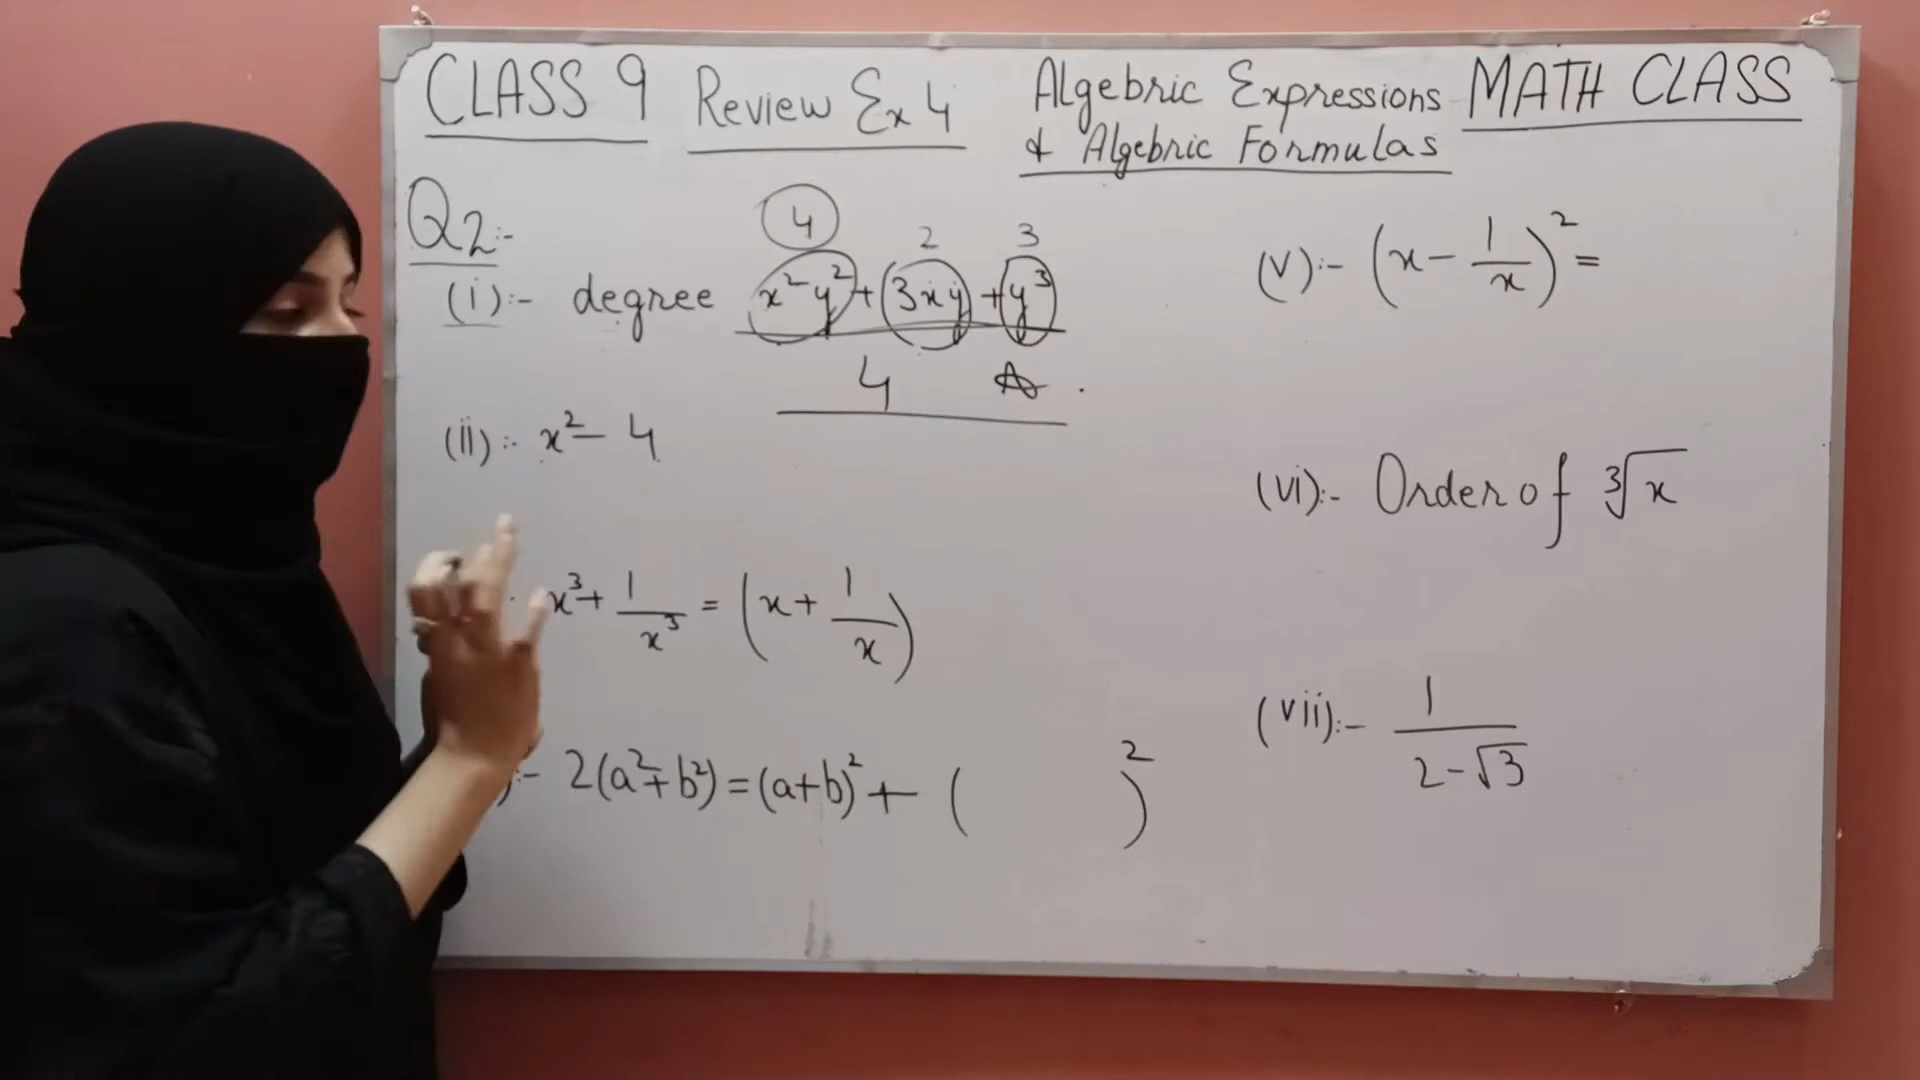 CLASS 9 Review Ex 4 Algebric Expressions MATH CLASS
& Algebric Formulas
Q2:-
(i):- degree x²y² + 3xy + y³
4 2 3
4 A.
(ii):- x² - 4
x³ + 1/x³ = (x + 1/x)
):- 2(a²+b²) = (a+b)² + ( )²
(v):- (x - 1/x)² =
(vi):- Order of ³√x
(vii):- 1/(2-√3)